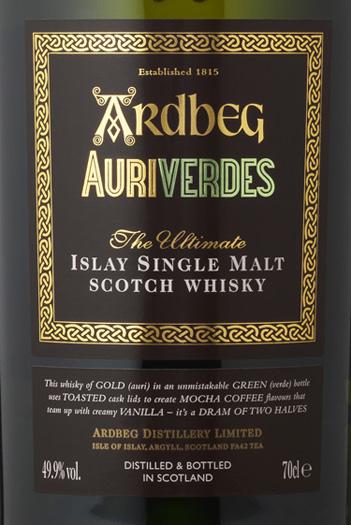 Established 1815
ARDBEG
AURIVERDES
The Ultimate
ISLAY SINGLE MALT
SCOTCH WHISKY
This whisky of GOLD (auri) in an unmistakable GREEN (verde) bottle
uses TOASTED cask lids to create MOCHA COFFEE flavours that
team up with creamy VANILLA – it's a DRAM OF TWO HALVES
ARDBEG DISTILLERY LIMITED
ISLE OF ISLAY, ARGYLL, SCOTLAND PA42 7EA
49.9% vol.
DISTILLED & BOTTLED
IN SCOTLAND
70cl e